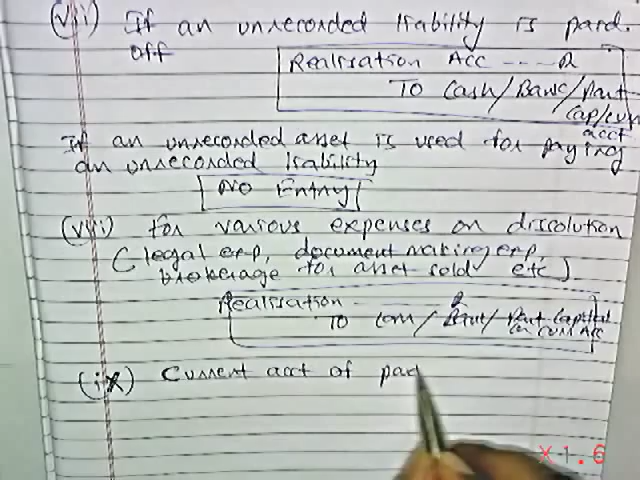 (vii) If an unrecorded liability is paid.
off
Realisation Acc ---- Dr
To Cash/Bank/Part
Cap/curr
acct
If an unrecorded asset is used for paying
an unrecorded liability
No Entry
(viii) for various expenses on dissolution
(legal exp, document making exp,
brokerage for asset sold etc)
Realisation Dr
To Cash/Bank/Part Capital
or curr Acc
(ix) Current acct of par
x1.6